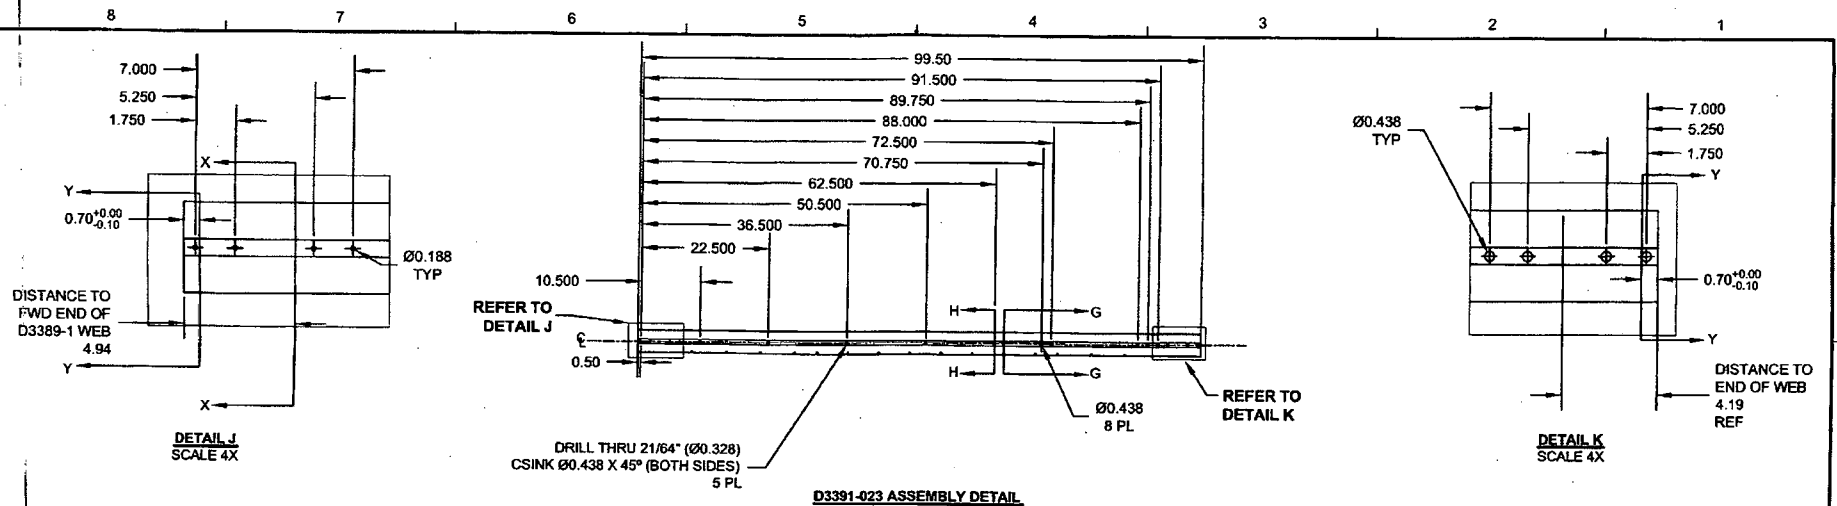 8 7 6 5 4 3 2 1
7.000
5.250
1.750
X
Y
0.70+0.00
-0.10
Ø0.188
TYP
DISTANCE TO
FWD END OF
D3389-1 WEB
4.94
Y
X
DETAIL J
SCALE 4X
99.50
91.500
89.750
88.000
72.500
70.750
62.500
50.500
36.500
22.500
10.500
REFER TO
DETAIL J
H
G
℄
0.50
H
G
REFER TO
DETAIL K
Ø0.438
8 PL
DRILL THRU 21/64" (Ø0.328)
CSINK Ø0.438 X 45º (BOTH SIDES)
5 PL
D3391-023 ASSEMBLY DETAIL
Ø0.438
TYP
7.000
5.250
1.750
Y
0.70+0.00
-0.10
Y
DISTANCE TO
END OF WEB
4.19
REF
DETAIL K
SCALE 4X